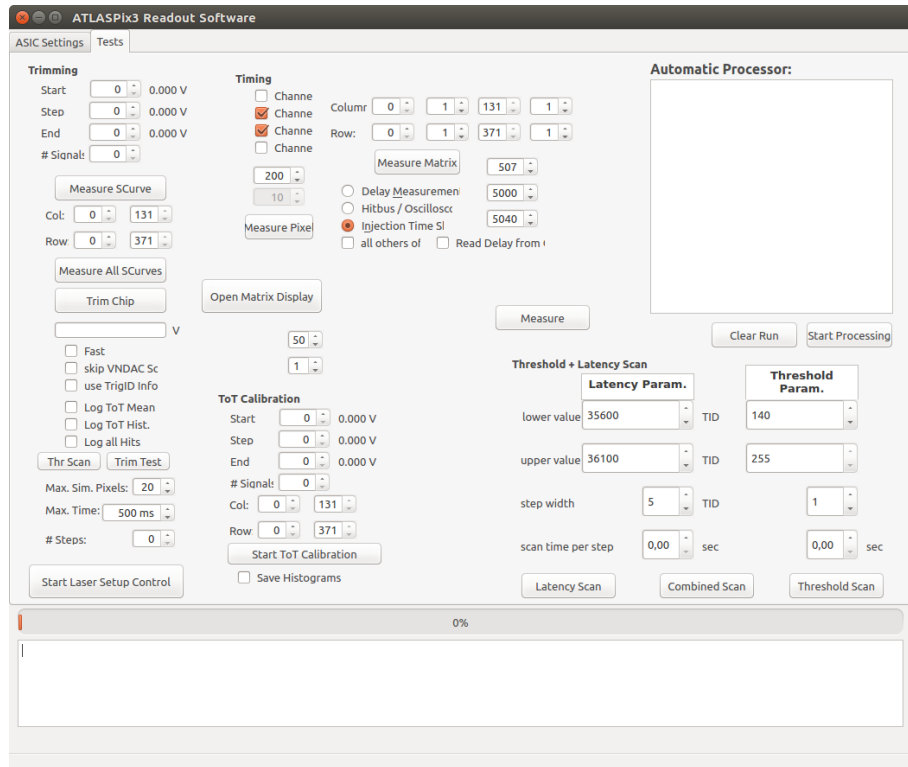 ATLASPix3 Readout Software
ASIC Settings Tests
Trimming
Start 0 0.000 V
Step 0 0.000 V
End 0 0.000 V
# Signals 0
Measure SCurve
Col: 0 131
Row: 0 371
Measure All SCurves
Trim Chip
V
Fast
skip VNDAC Sc
use TrigID Info
Log ToT Mean
Log ToT Hist.
Log all Hits
Thr Scan Trim Test
Max. Sim. Pixels: 20
Max. Time: 500 ms
# Steps: 0
Start Laser Setup Control
Timing
Channe
Channe
Channe
Channe
200
10
Measure Pixel
Columr 0 1 131 1
Row: 0 1 371 1
Measure Matrix 507
Delay Measuremen 5000
Hitbus / Oscillosco
Injection Time Sl 5040
all others of Read Delay from
Open Matrix Display
50
1
Measure
ToT Calibration
Start 0 0.000 V
Step 0 0.000 V
End 0 0.000 V
# Signals 0
Col: 0 131
Row: 0 371
Start ToT Calibration
Save Histograms
Automatic Processor:
Clear Run Start Processing
Threshold + Latency Scan
Latency Param. Threshold Param.
lower value 35600 TID 140
upper value 36100 TID 255
step width 5 TID 1
scan time per step 0,00 sec 0,00 sec
Latency Scan Combined Scan Threshold Scan
0%